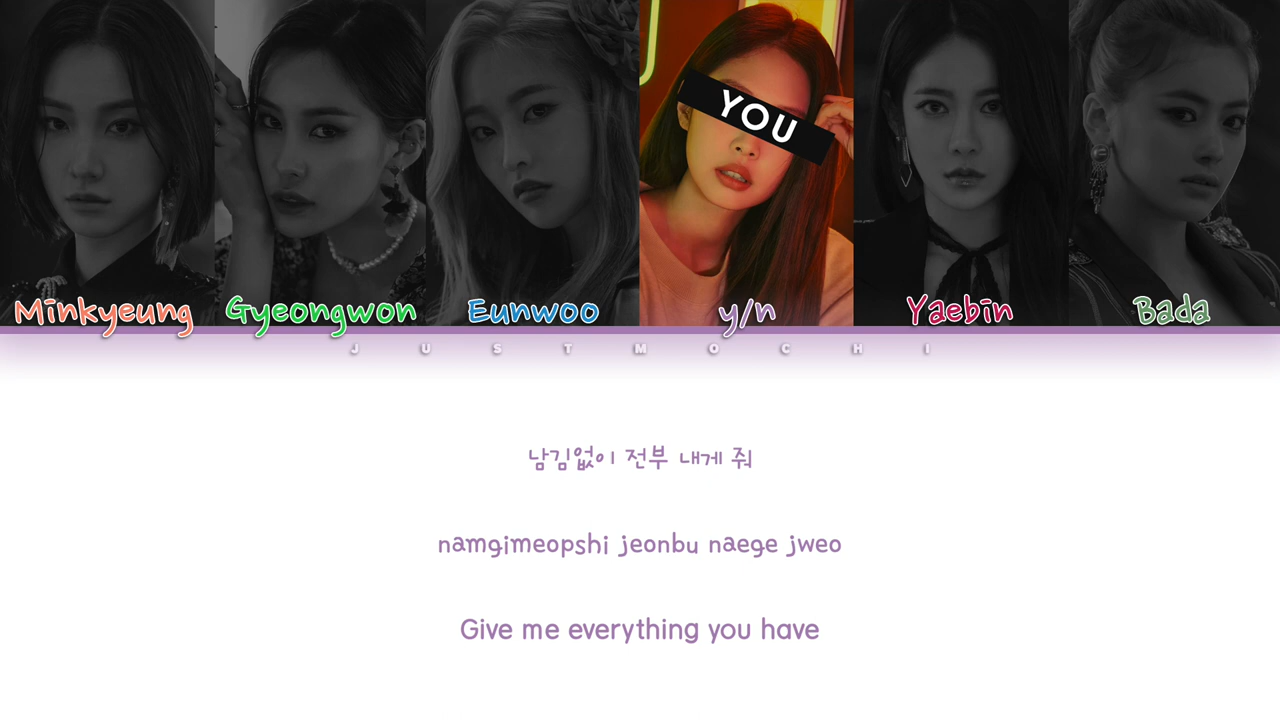 YOU
Minkyeung Gyeongwon Eunwoo y/n Yaebin Bada
J U S T M O C H I
남김없이 전부 내게 줘
namgimeopshi jeonbu naege jweo
Give me everything you have